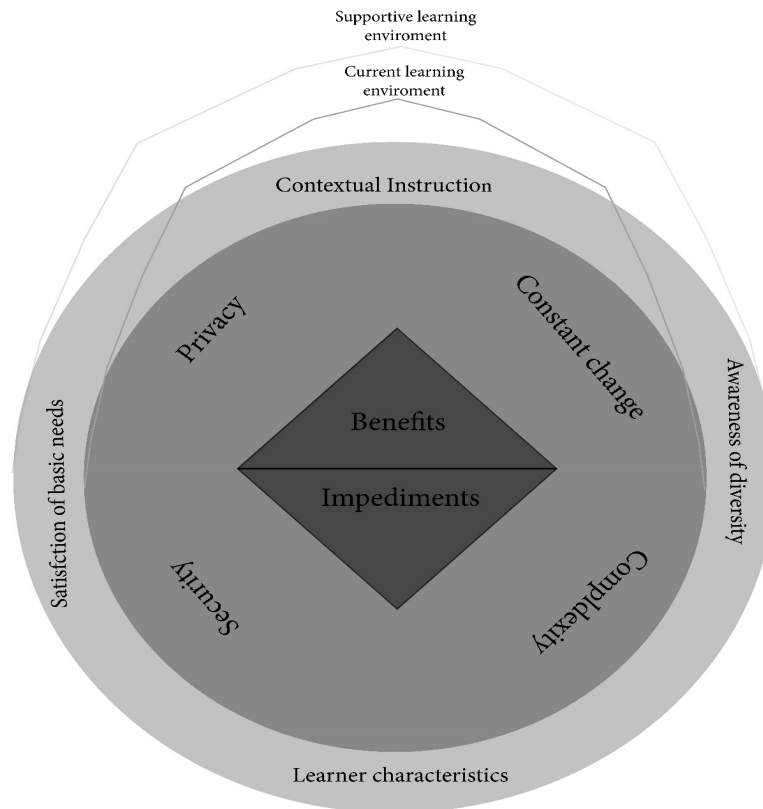 Supportive learning
enviroment
Current learning
enviroment
Contextual Instruction
Privacy
Constant change
Benefits
Impediments
Satisfction of basic needs
Awareness of diversity
Security
Compldexity
Learner characteristics